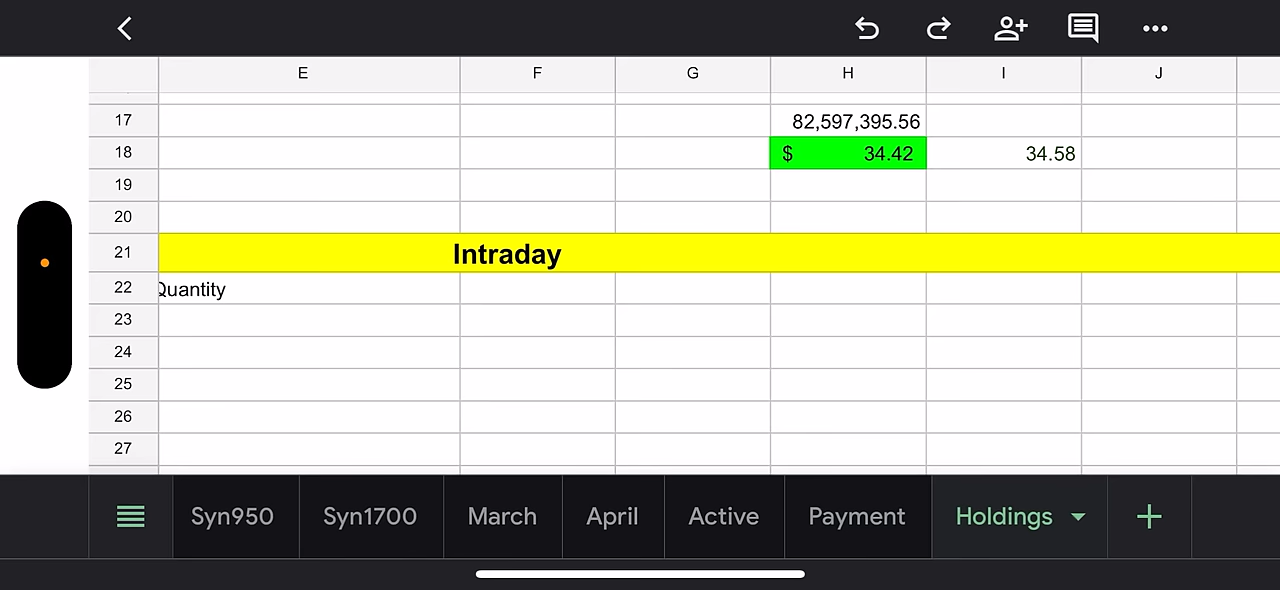 E F G H I J
17 82,597,395.56
18 $ 34.42 34.58
19
20
21 Intraday
22 Quantity
23
24
25
26
27
Syn950 Syn1700 March April Active Payment Holdings